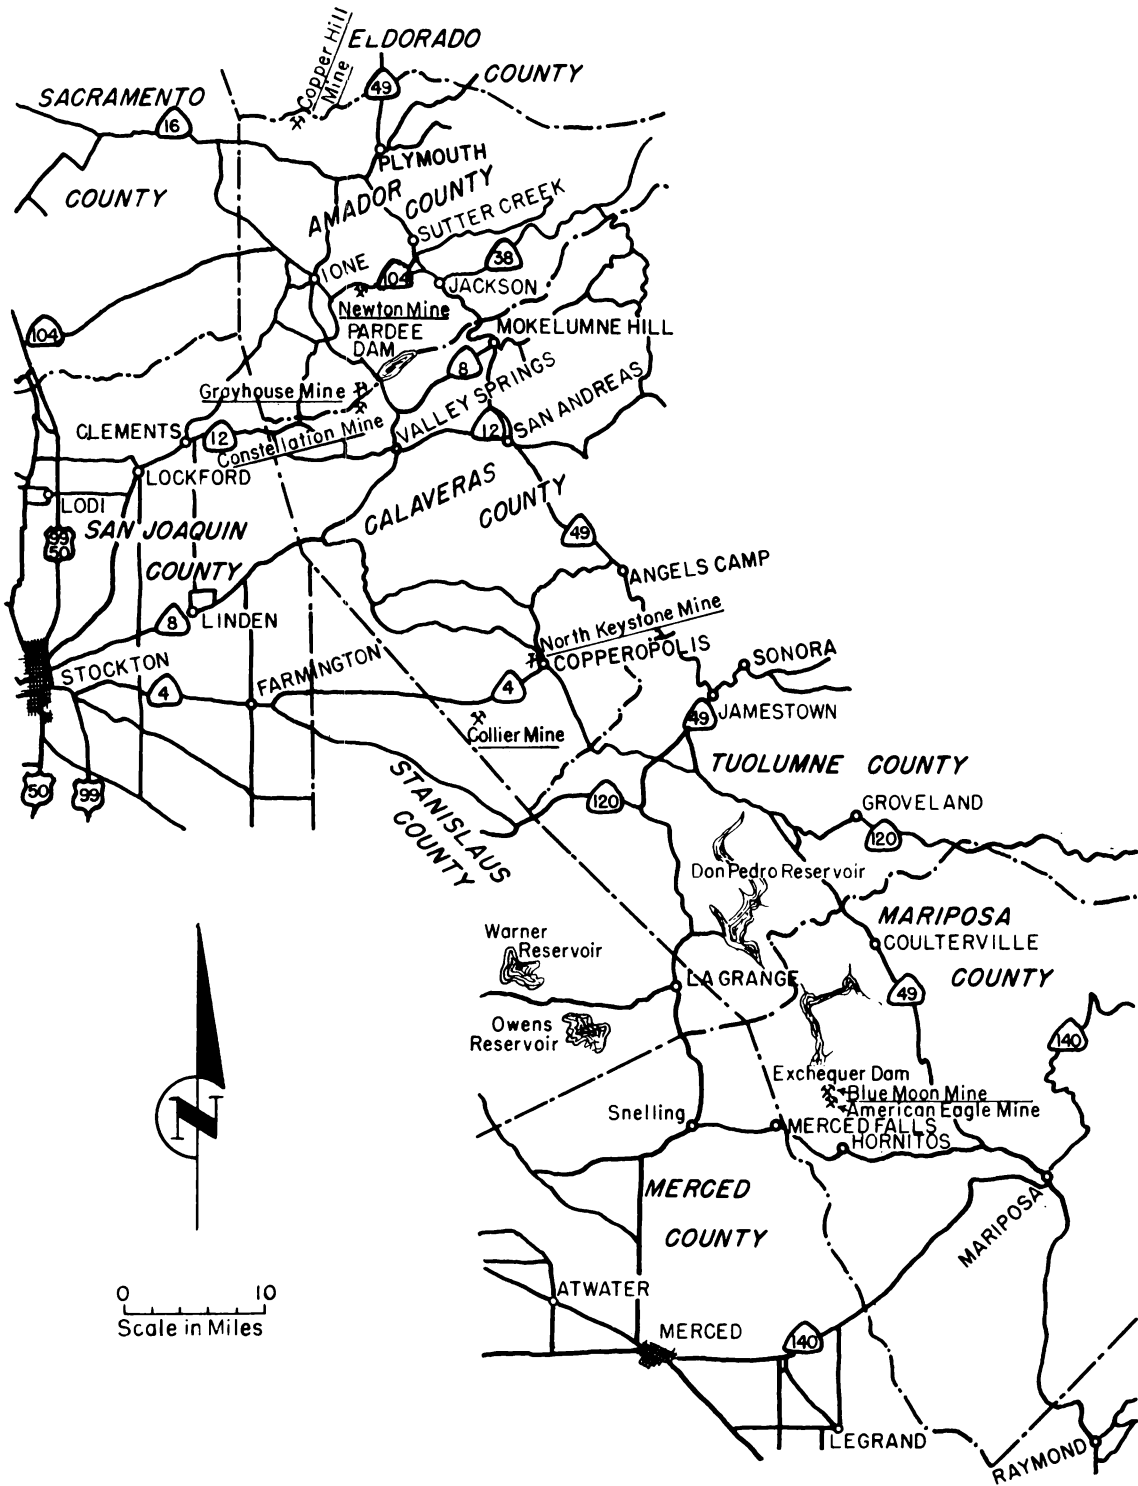 Copper Hill
Mine
ELDORADO
COUNTY
49
SACRAMENTO
16
COUNTY
PLYMOUTH
AMADOR
COUNTY
SUTTER CREEK
38
IONE
104
JACKSON
Newton Mine
104
PARDEE
DAM
MOKELUMNE HILL
8
Grayhouse Mine
VALLEY SPRINGS
SAN ANDREAS
CLEMENTS
12
Constellation Mine
12
LOCKFORD
LODI
CALAVERAS
COUNTY
99
50
SAN JOAQUIN
COUNTY
49
ANGELS CAMP
8
LINDEN
North Keystone Mine
COPPEROPOLIS
SONORA
STOCKTON
4
FARMINGTON
4
49
JAMESTOWN
Collier Mine
50
99
STANISLAUS
COUNTY
TUOLUMNE COUNTY
120
GROVELAND
120
Don Pedro Reservoir
MARIPOSA
COULTERVILLE
COUNTY
Warner
Reservoir
LA GRANGE
49
Owens
Reservoir
140
Exchequer Dam
Blue Moon Mine
American Eagle Mine
Snelling
MERCED FALLS
HORNITOS
MERCED
COUNTY
MARIPOSA
N
0 10
Scale in Miles
ATWATER
MERCED
140
LEGRAND
RAYMOND